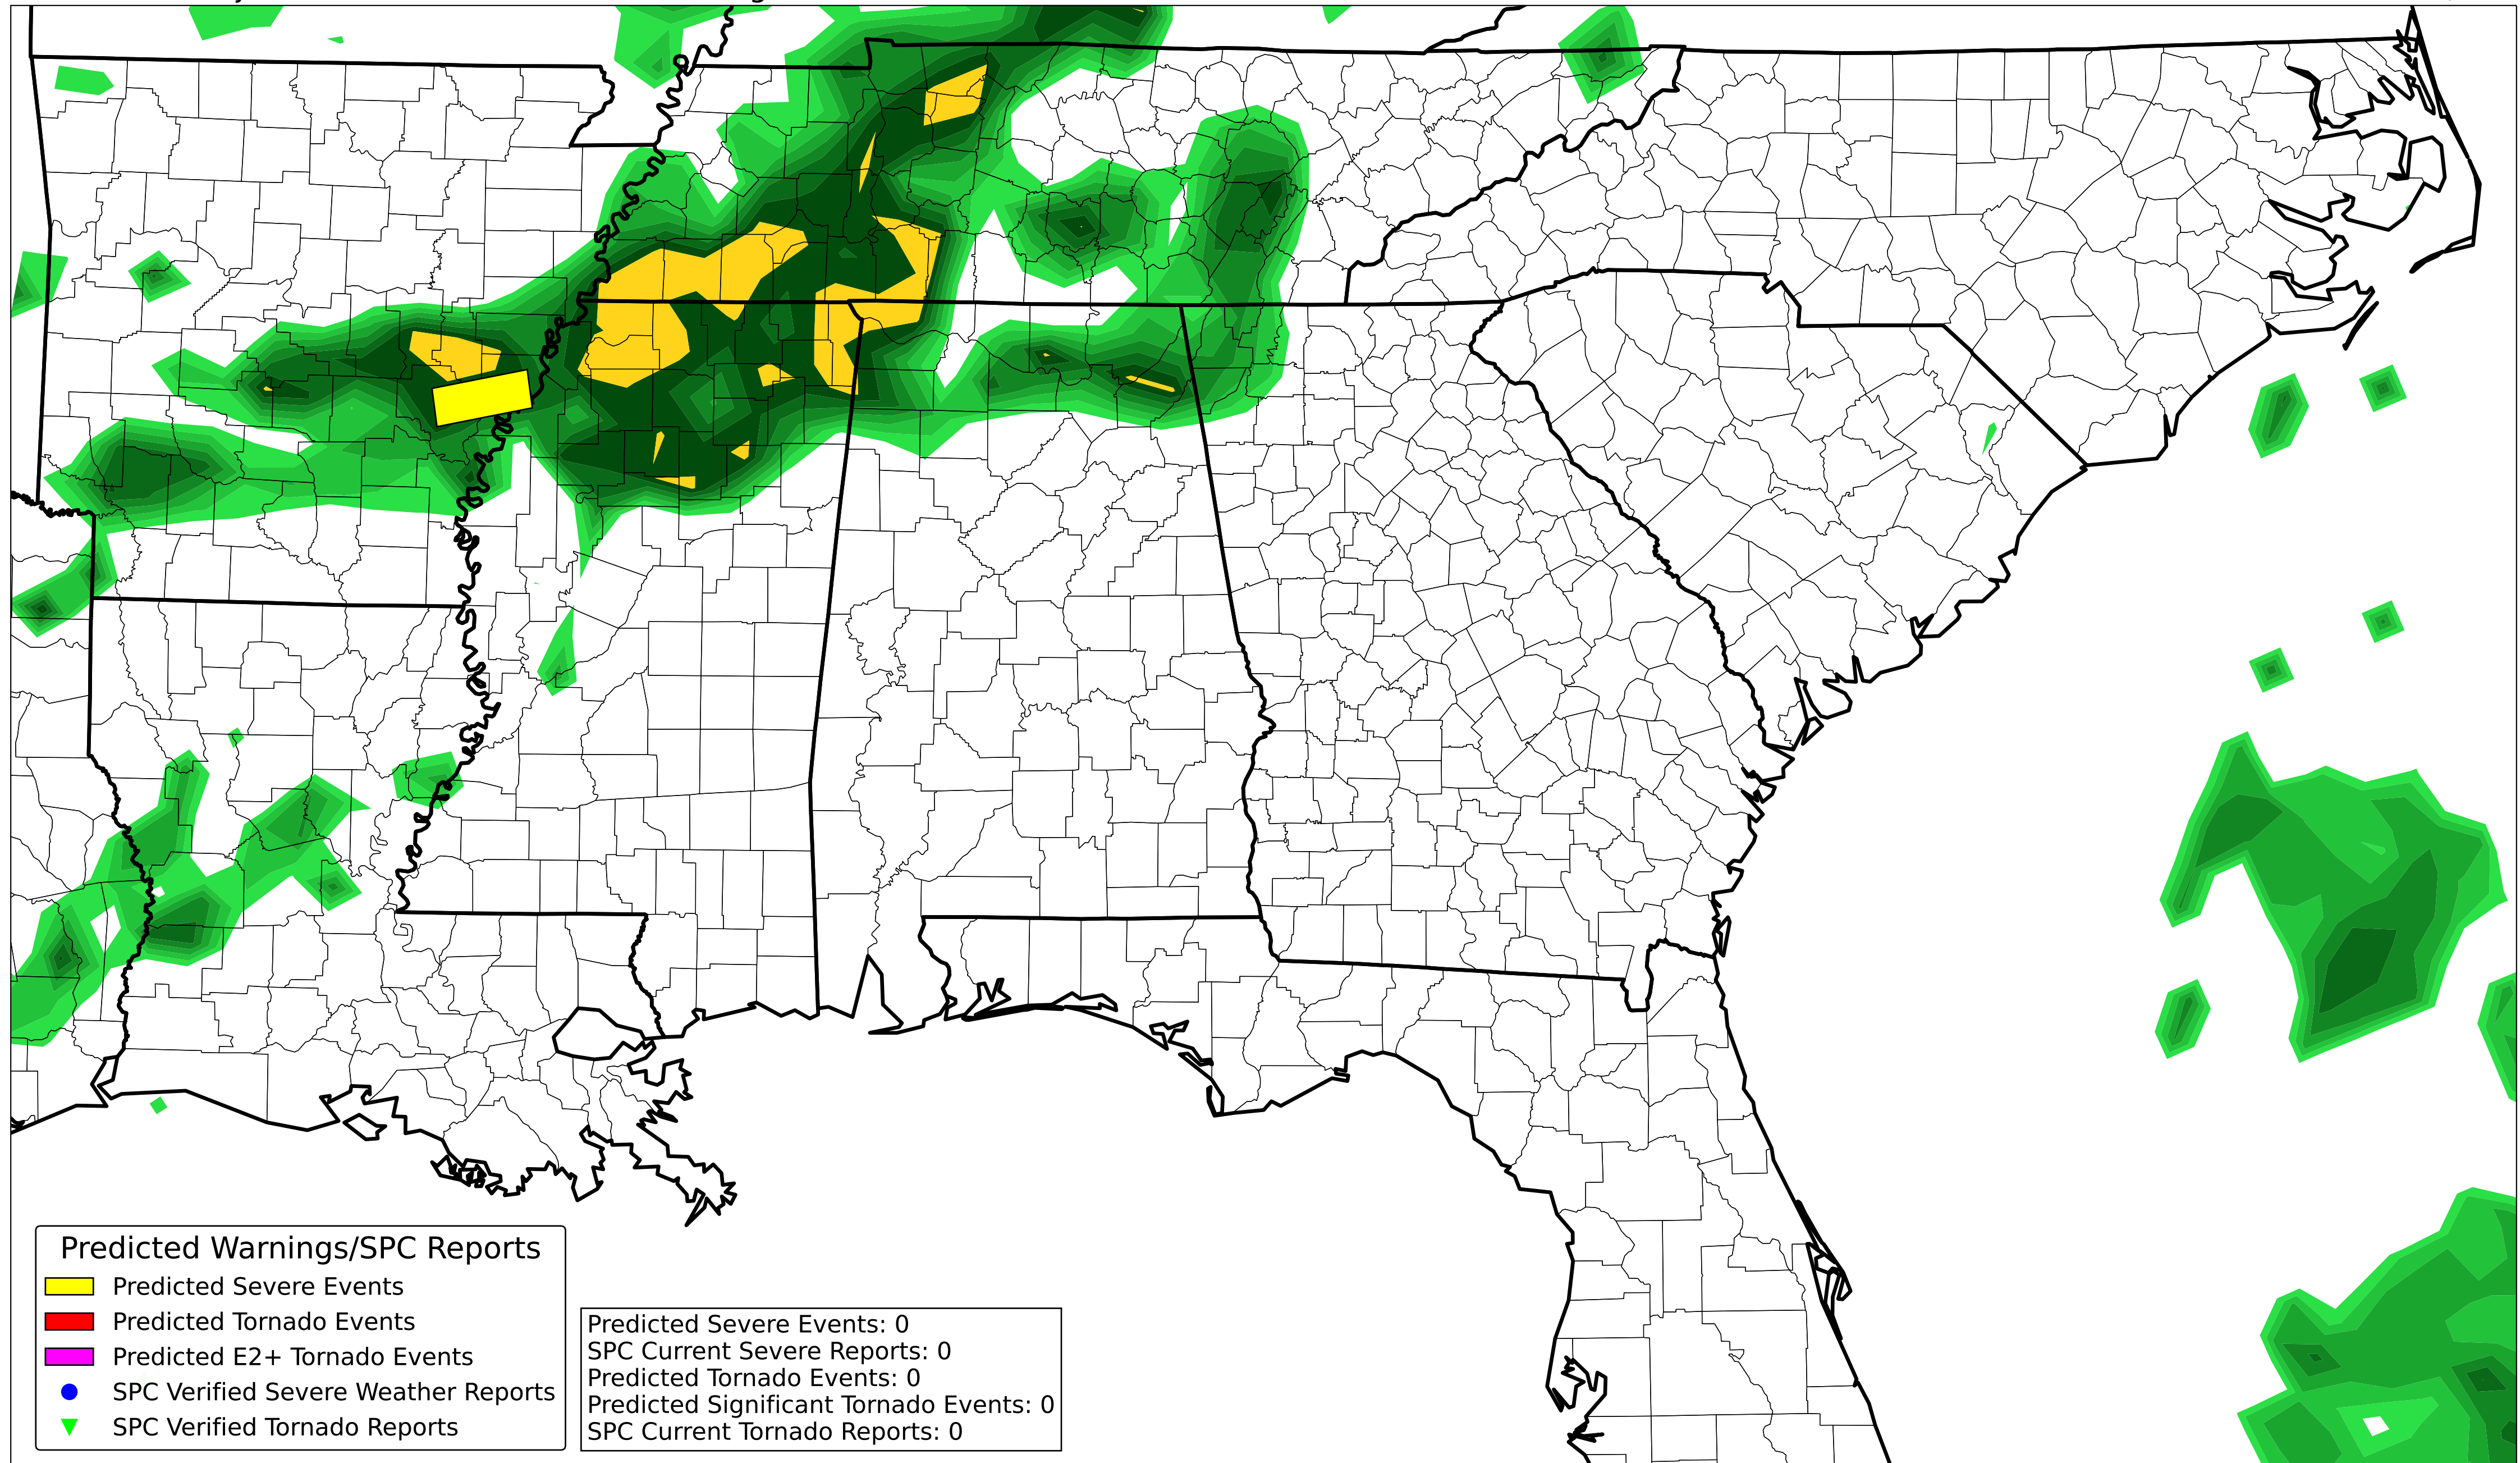 Predicted Warnings/SPC Reports
Predicted Severe Events
Predicted Tornado Events
Predicted E2+ Tornado Events
SPC Verified Severe Weather Reports
SPC Verified Tornado Reports
Predicted Severe Events: 0
SPC Current Severe Reports: 0
Predicted Tornado Events: 0
Predicted Significant Tornado Events: 0
SPC Current Tornado Reports: 0